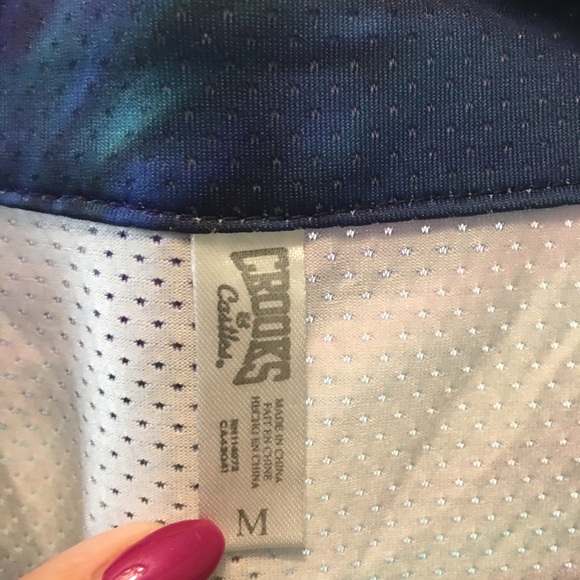 CROOKS
&
Castles®
MADE IN CHINA
FAIT EN CHINE
HECHO EN CHINA
M